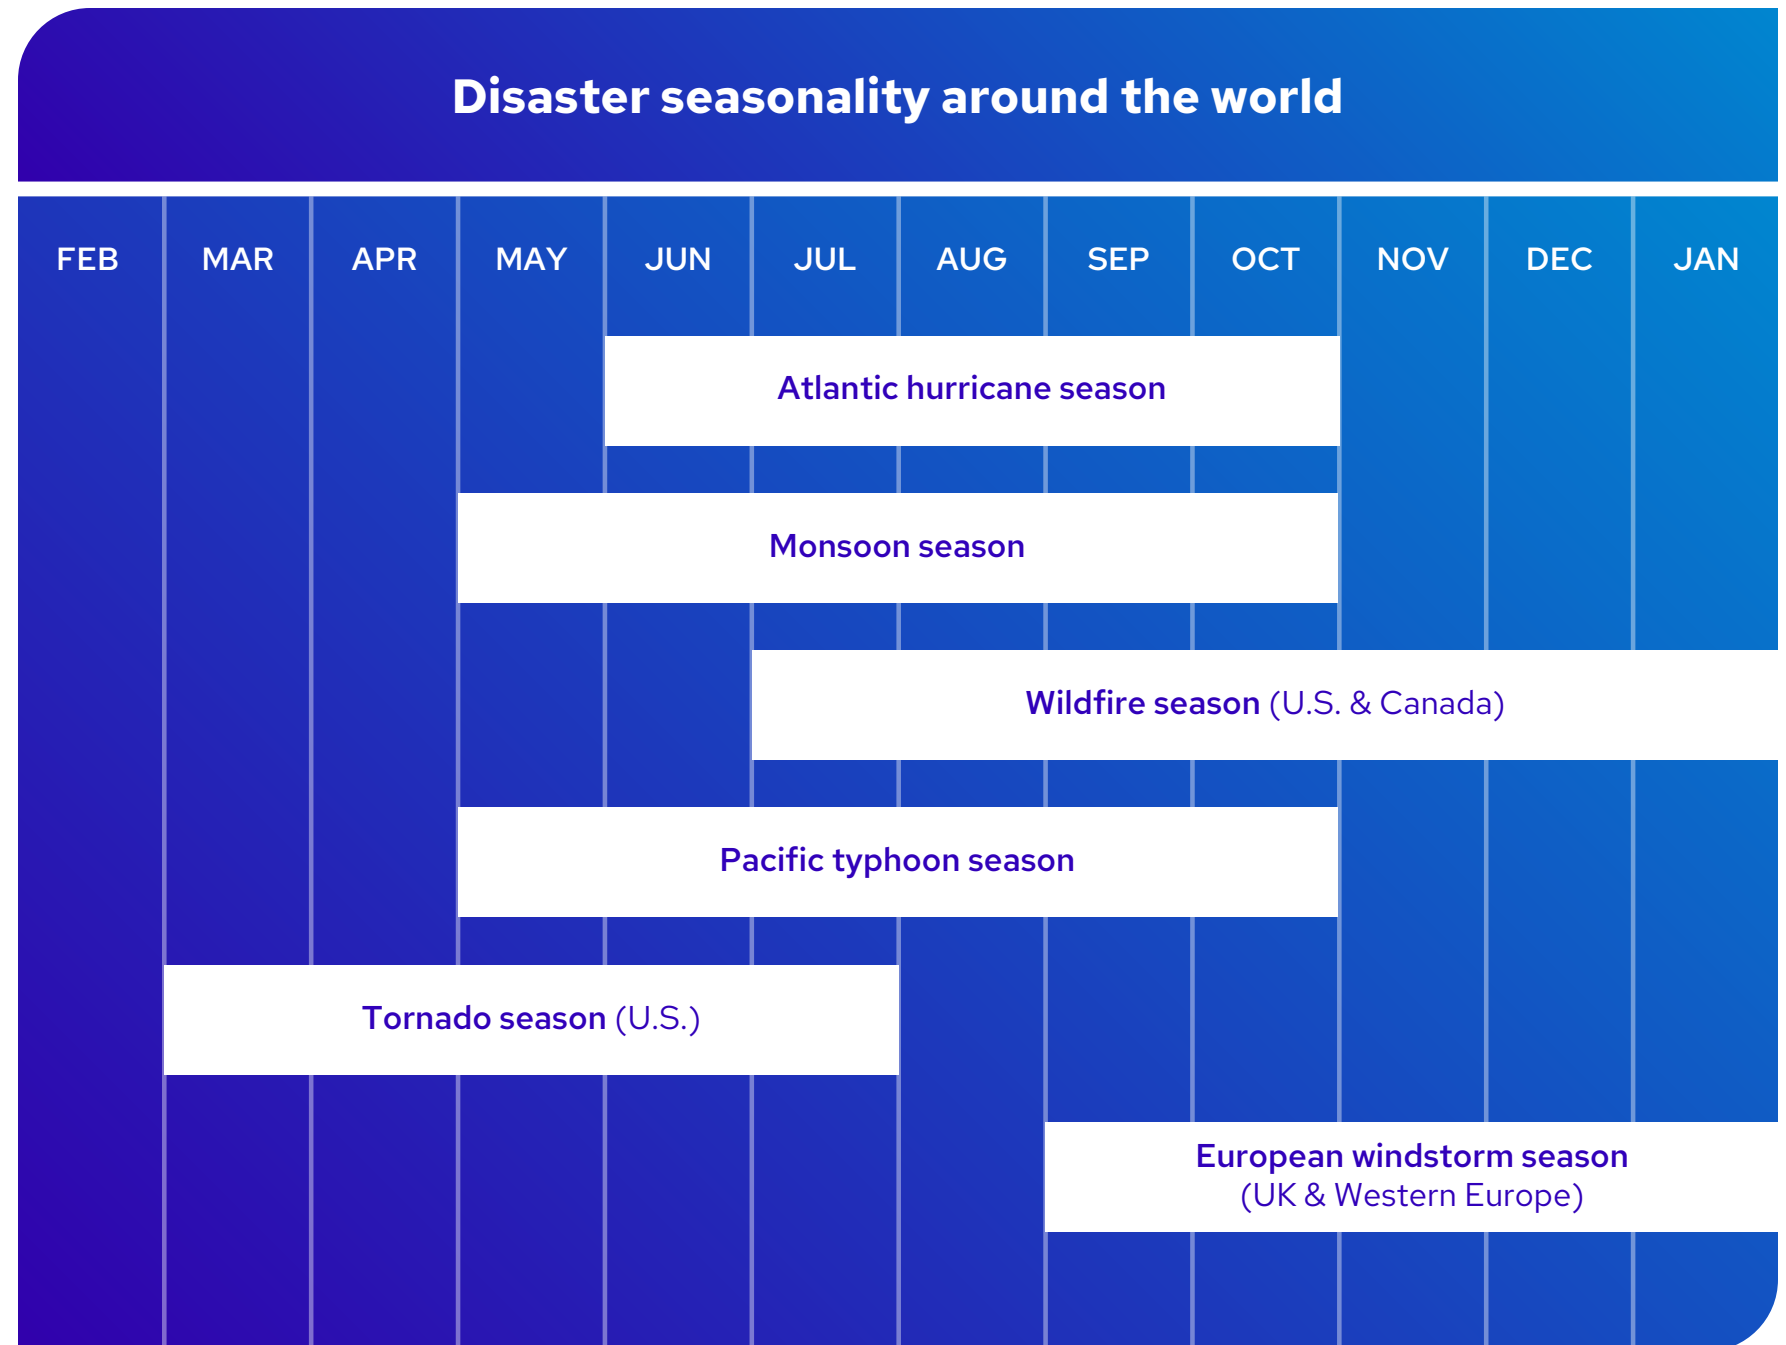 Disaster seasonality around the world
FEB MAR APR MAY JUN JUL AUG SEP OCT NOV DEC JAN
Atlantic hurricane season
Monsoon season
Wildfire season (U.S. & Canada)
Pacific typhoon season
Tornado season (U.S.)
European windstorm season
(UK & Western Europe)